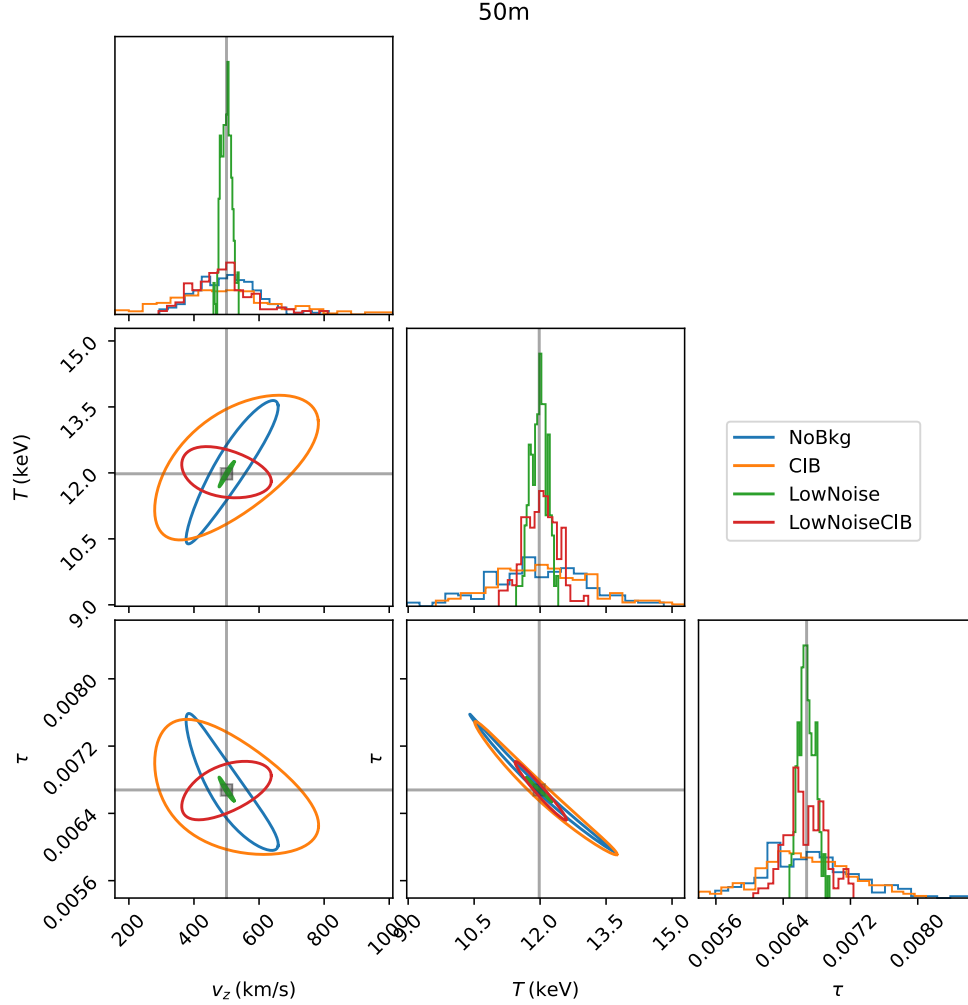 50m
T (keV)
15.0
13.5
12.0
10.5
9.0
NoBkg
CIB
LowNoise
LowNoiseCIB
τ
0.0080
0.0072
0.0064
0.0056
τ
200
400
600
800
1000
9.0
10.5
12.0
13.5
15.0
0.0056
0.0064
0.0072
0.0080
v_z (km/s)
T (keV)
τ